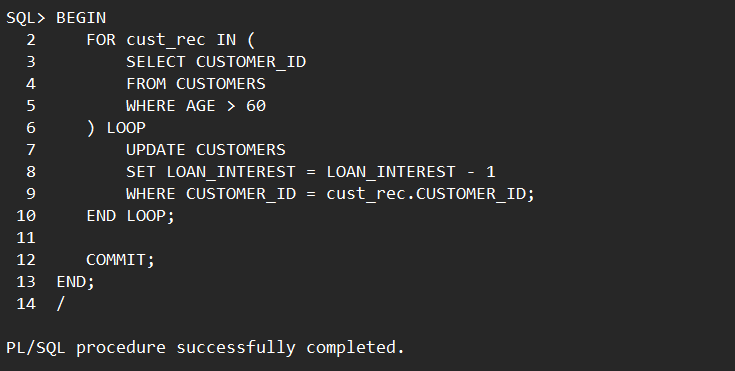 SQL> BEGIN
  2     FOR cust_rec IN (
  3         SELECT CUSTOMER_ID
  4         FROM CUSTOMERS
  5         WHERE AGE > 60
  6     ) LOOP
  7         UPDATE CUSTOMERS
  8         SET LOAN_INTEREST = LOAN_INTEREST - 1
  9         WHERE CUSTOMER_ID = cust_rec.CUSTOMER_ID;
 10     END LOOP;
 11
 12     COMMIT;
 13  END;
 14  /
PL/SQL procedure successfully completed.